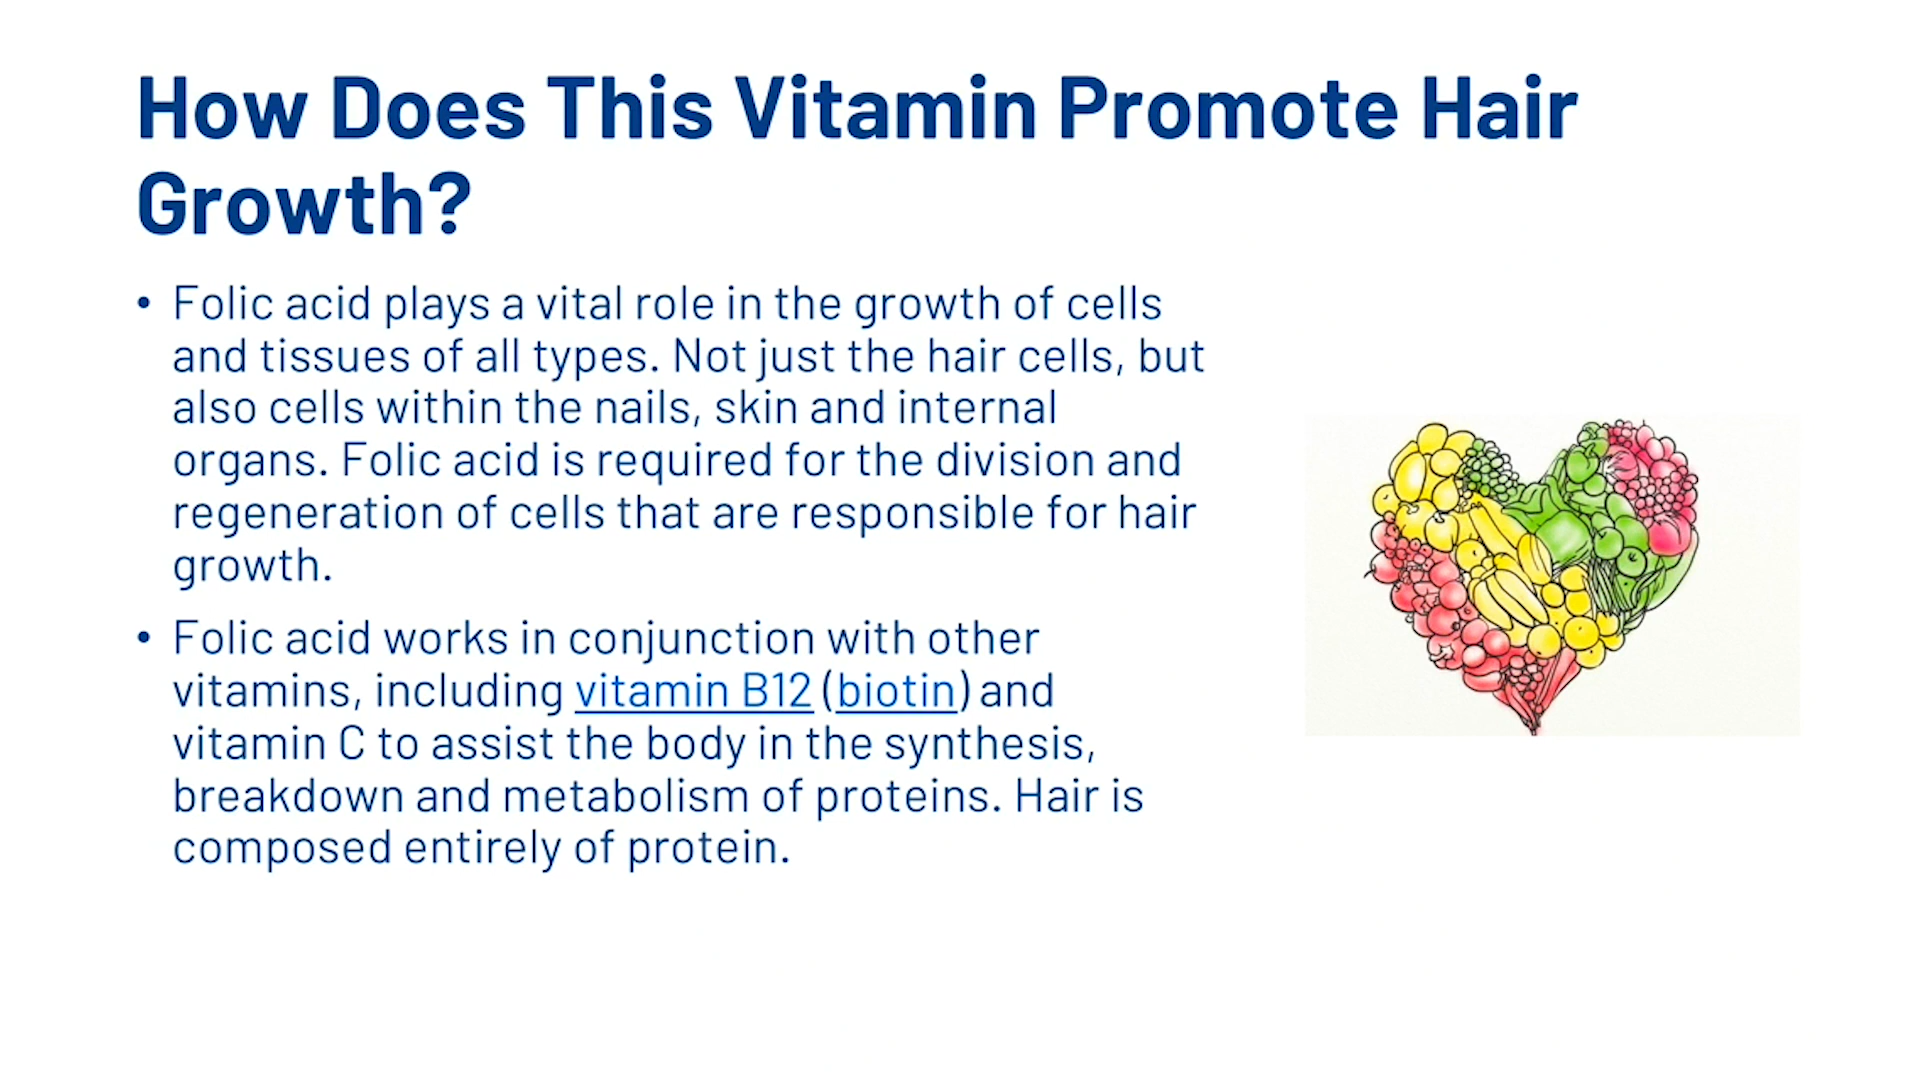 How Does This Vitamin Promote Hair
Growth?
• Folic acid plays a vital role in the growth of cells
and tissues of all types. Not just the hair cells, but
also cells within the nails, skin and internal
organs. Folic acid is required for the division and
regeneration of cells that are responsible for hair
growth.
• Folic acid works in conjunction with other
vitamins, including vitamin B12 (biotin) and
vitamin C to assist the body in the synthesis,
breakdown and metabolism of proteins. Hair is
composed entirely of protein.